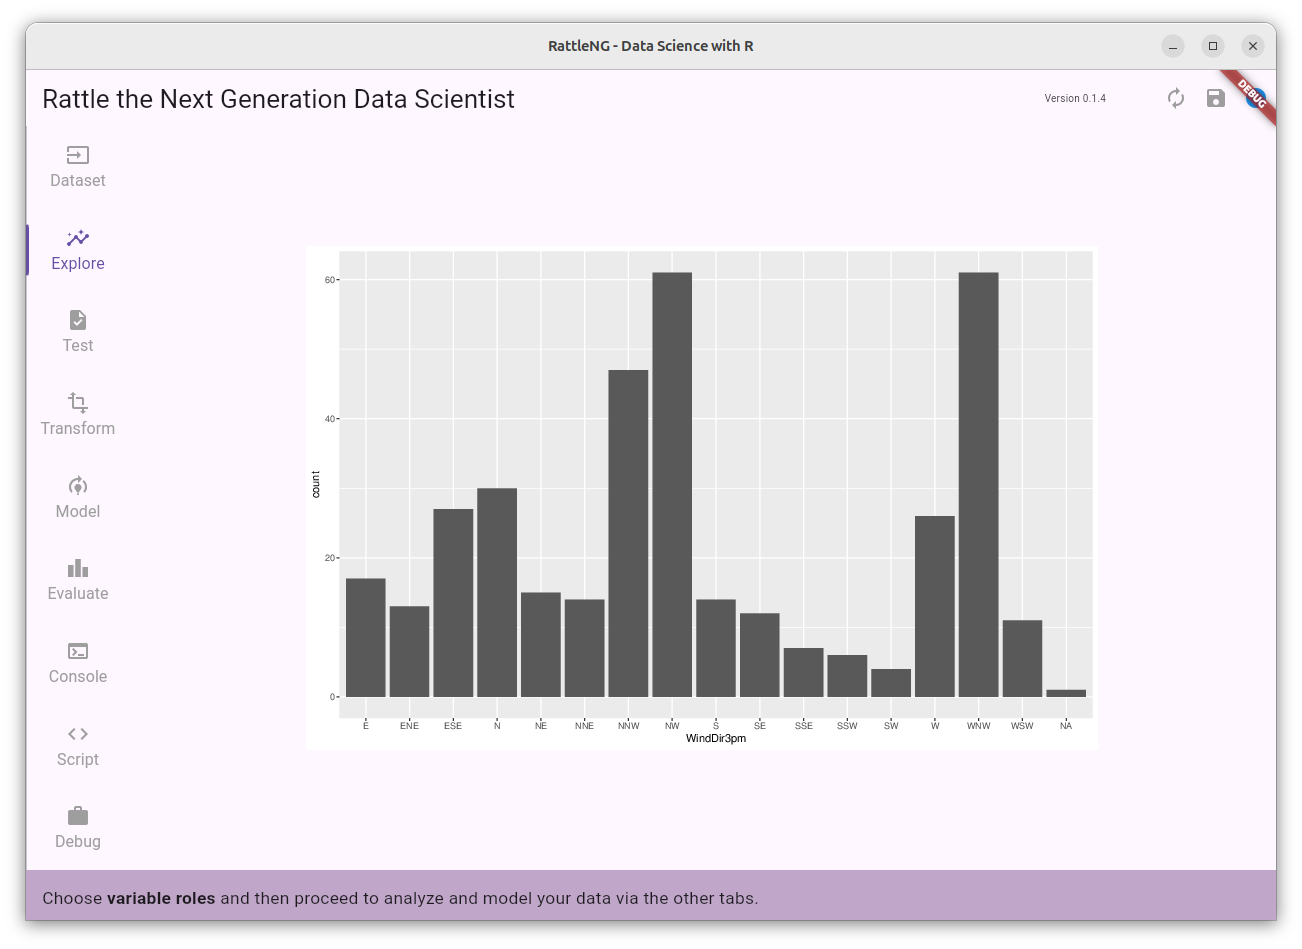 RattleNG - Data Science with R
Rattle the Next Generation Data Scientist
Version 0.1.4
DEBUG
Dataset
Explore
Test
Transform
Model
Evaluate
Console
Script
Debug
count
60
40
20
0
E ENE ESE N NE NNE NNW NW S SE SSE SSW SW W WNW WSW NA
WindDir3pm
Choose variable roles and then proceed to analyze and model your data via the other tabs.